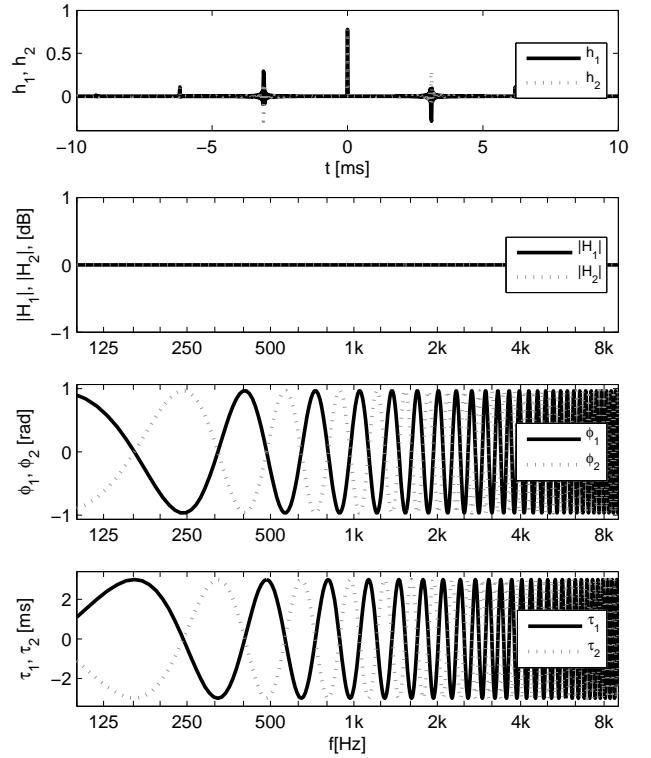 1
0.5
0
h₁, h₂
−10 −5 0 5 10
t [ms]
h₁
h₂
1
0
−1
|H₁|, |H₂|, [dB]
125 250 500 1k 2k 4k 8k
|H₁|
|H₂|
1
0
−1
ϕ₁, ϕ₂ [rad]
125 250 500 1k 2k 4k 8k
ϕ₁
ϕ₂
2
0
−2
τ₁, τ₂ [ms]
125 250 500 1k 2k 4k 8k
f[Hz]
τ₁
τ₂